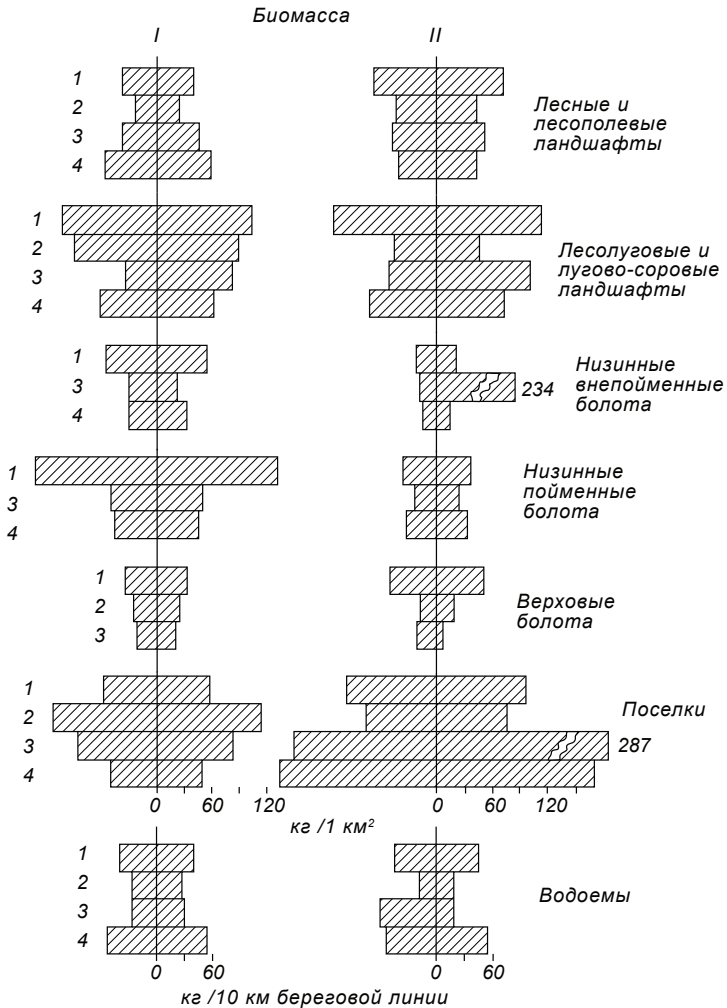 Биомасса
I II
1
2
3
4
Лесные и
лесополевые
ландшафты
1
2
3
4
Лесолуговые и
лугово-соровые
ландшафты
1
3
4
234
Низинные
внепойменные
болота
1
3
4
Низинные
пойменные
болота
1
2
3
Верховые
болота
1
2
3
4
287
Поселки
0 60 120 0 60 120
кг /1 км²
1
2
3
4
Водоемы
0 60 0 60
кг /10 км береговой линии